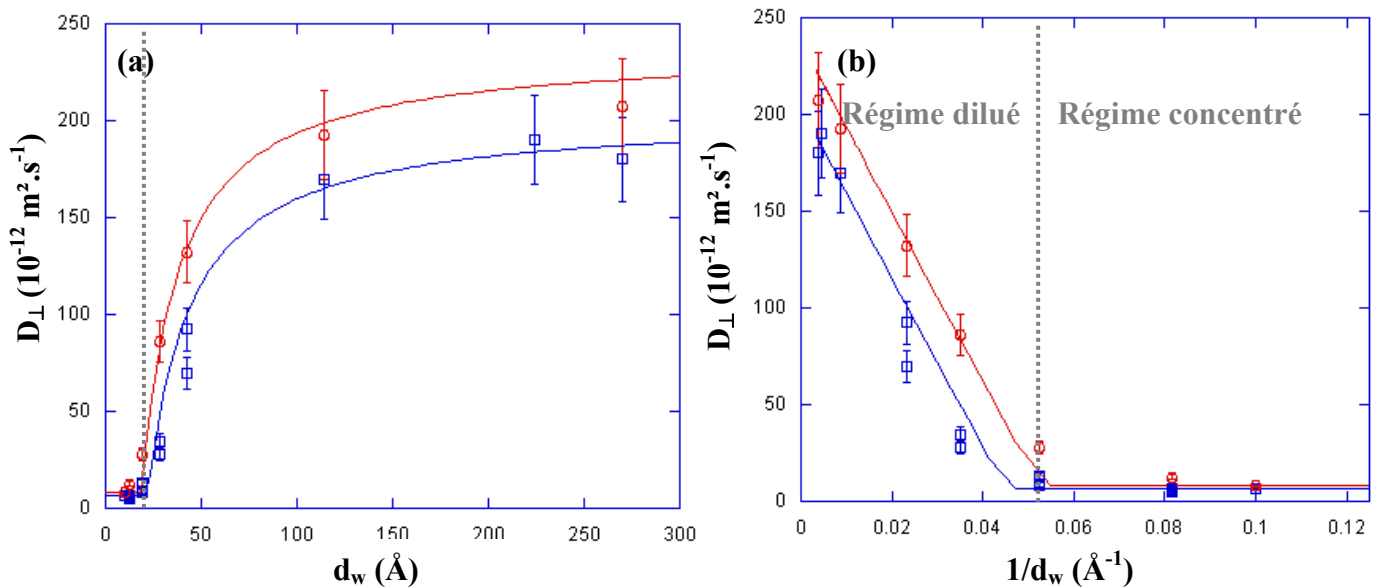 (a)
250
200
150
100
50
0
D⊥ (10⁻¹² m².s⁻¹)
0 50 100 150 200 250 300
d_w (Å)
(b)
Régime dilué
Régime concentré
250
200
150
100
50
0
D⊥ (10⁻¹² m².s⁻¹)
0 0.02 0.04 0.06 0.08 0.1 0.12
1/d_w (Å⁻¹)